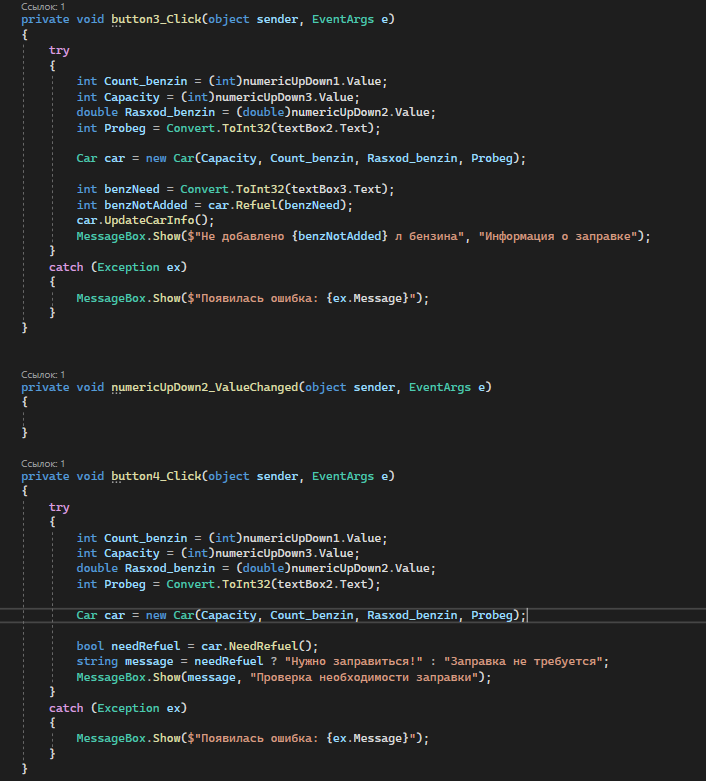 Ссылок: 1
private void button3_Click(object sender, EventArgs e)
{
try
{
int Count_benzin = (int)numericUpDown1.Value;
int Capacity = (int)numericUpDown3.Value;
double Rasxod_benzin = (double)numericUpDown2.Value;
int Probeg = Convert.ToInt32(textBox2.Text);
Car car = new Car(Capacity, Count_benzin, Rasxod_benzin, Probeg);
int benzNeed = Convert.ToInt32(textBox3.Text);
int benzNotAdded = car.Refuel(benzNeed);
car.UpdateCarInfo();
MessageBox.Show($"Не добавлено {benzNotAdded} л бензина", "Информация о заправке");
}
catch (Exception ex)
{
MessageBox.Show($"Появилась ошибка: {ex.Message}");
}
}
Ссылок: 1
private void numericUpDown2_ValueChanged(object sender, EventArgs e)
{
}
Ссылок: 1
private void button4_Click(object sender, EventArgs e)
{
try
{
int Count_benzin = (int)numericUpDown1.Value;
int Capacity = (int)numericUpDown3.Value;
double Rasxod_benzin = (double)numericUpDown2.Value;
int Probeg = Convert.ToInt32(textBox2.Text);
Car car = new Car(Capacity, Count_benzin, Rasxod_benzin, Probeg);
bool needRefuel = car.NeedRefuel();
string message = needRefuel ? "Нужно заправиться!" : "Заправка не требуется";
MessageBox.Show(message, "Проверка необходимости заправки");
}
catch (Exception ex)
{
MessageBox.Show($"Появилась ошибка: {ex.Message}");
}
}